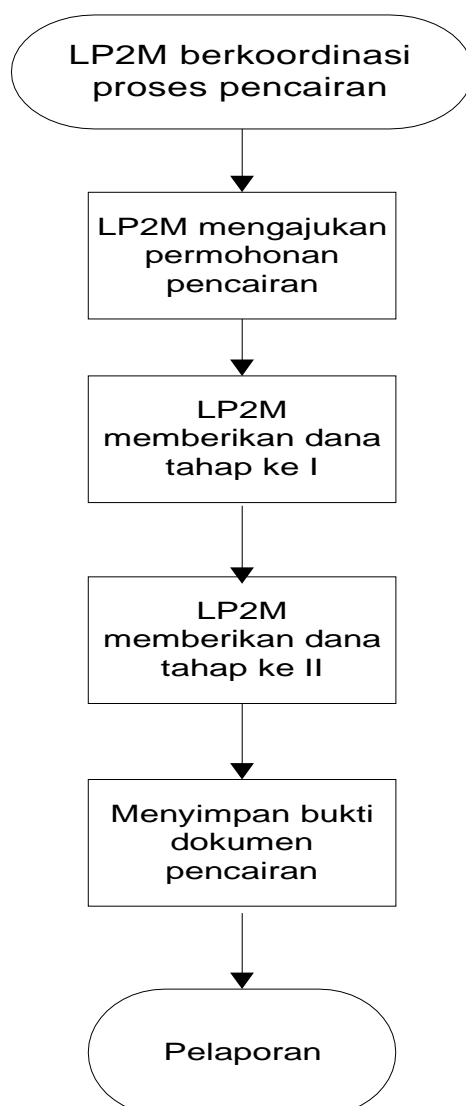 LP2M berkoordinasi
proses pencairan
LP2M mengajukan
permohonan
pencairan
LP2M
memberikan dana
tahap ke I
LP2M
memberikan dana
tahap ke II
Menyimpan bukti
dokumen
pencairan
Pelaporan